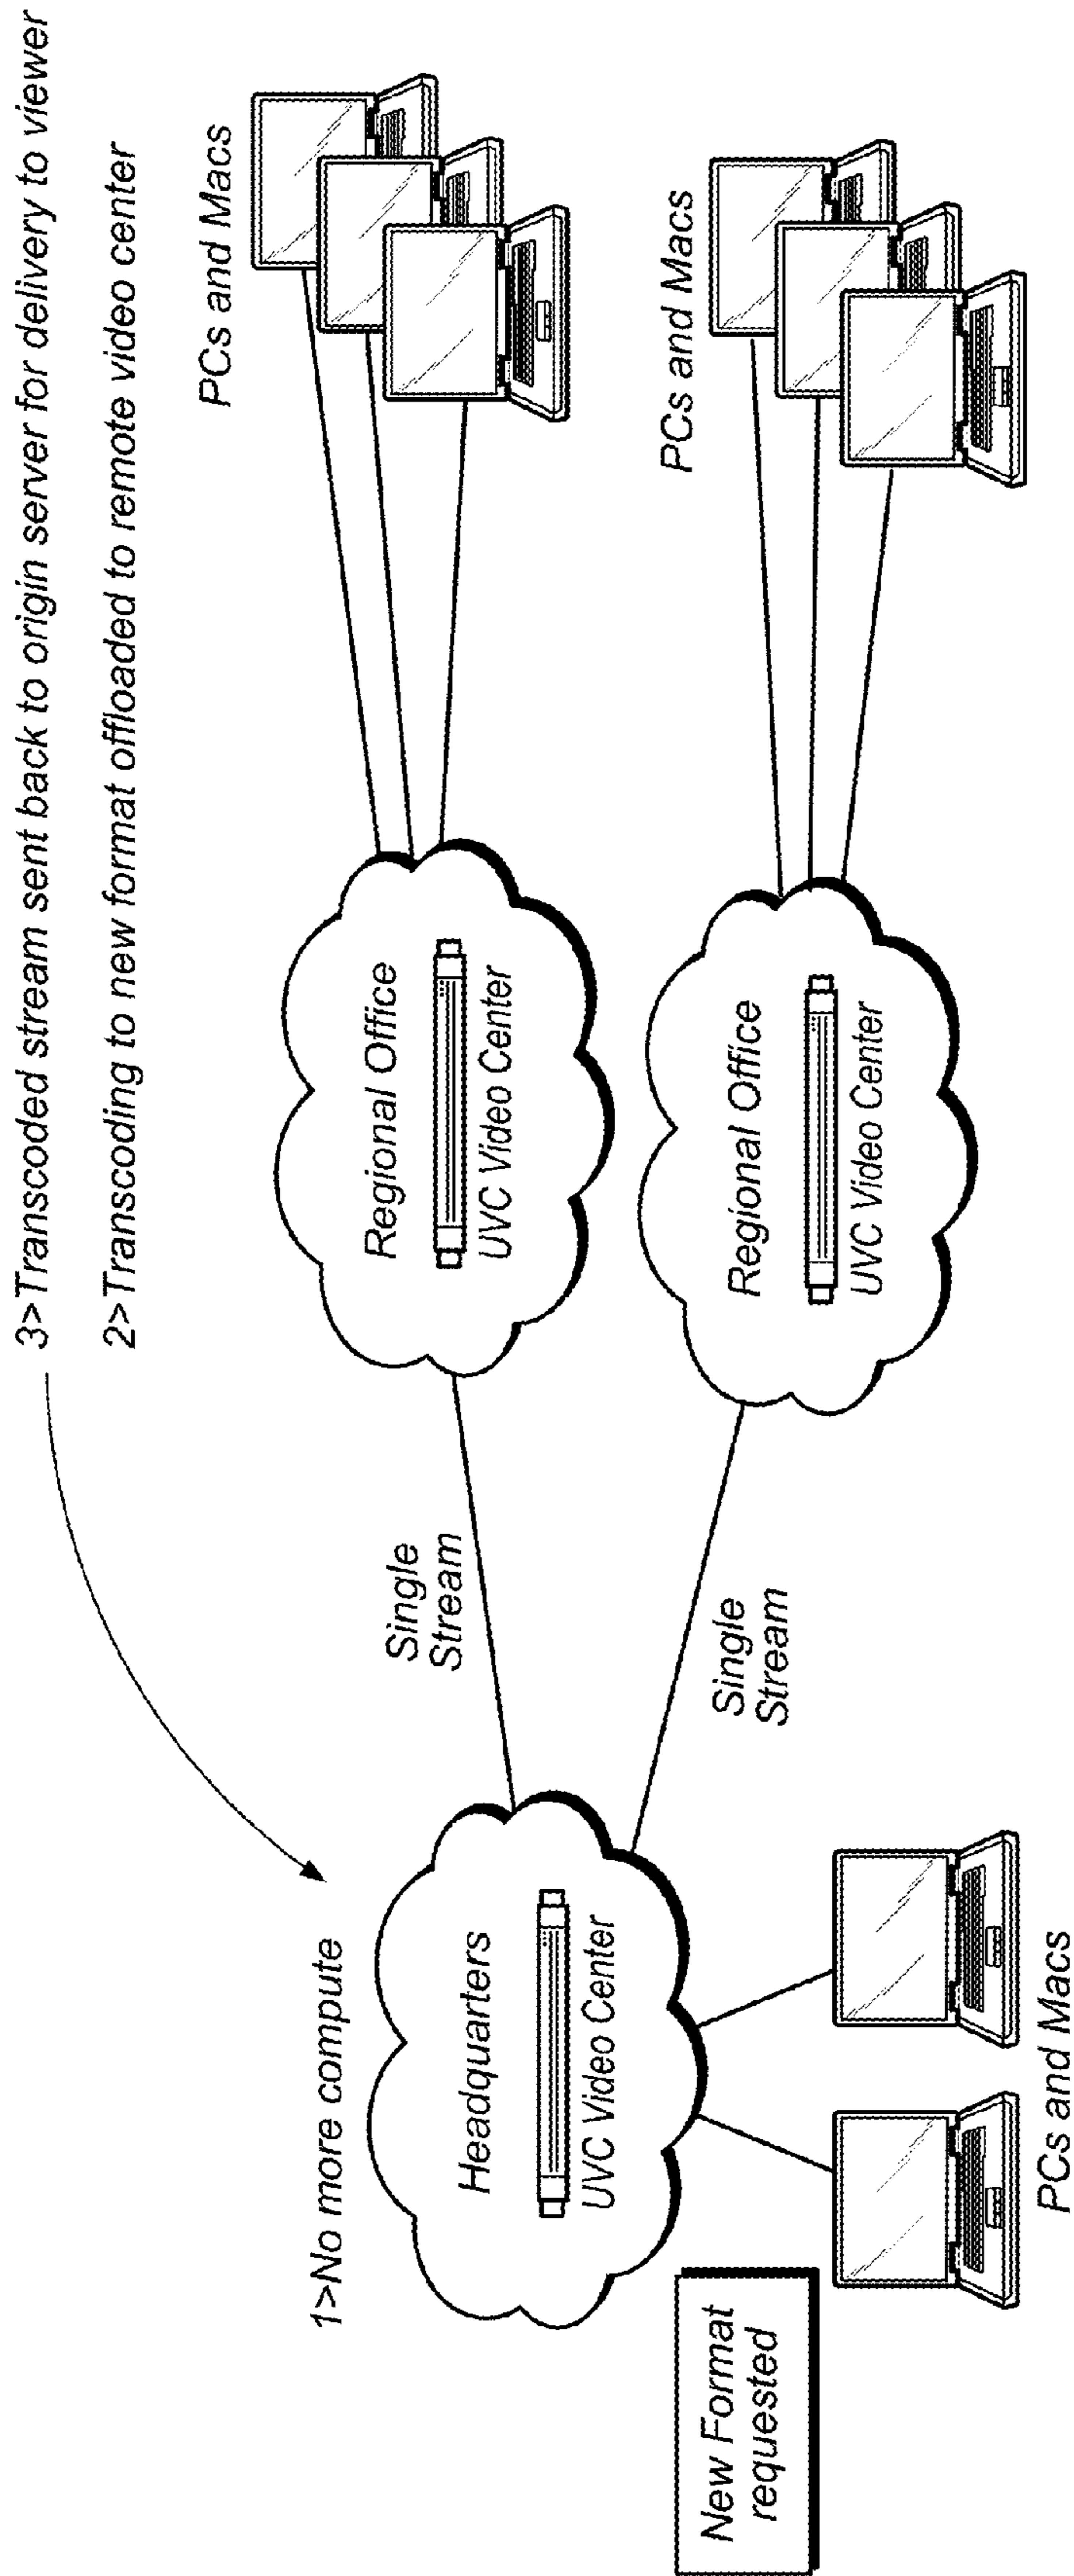 3>Transcoded stream sent back to origin server for delivery to viewer
2>Transcoding to new format offloaded to remote video center
1>No more compute
PCs and Macs
Regional Office
UVC Video Center
Single
Stream
Headquarters
UVC Video Center
PCs and Macs
Regional Office
UVC Video Center
Single
Stream
New Format
requested
PCs and Macs